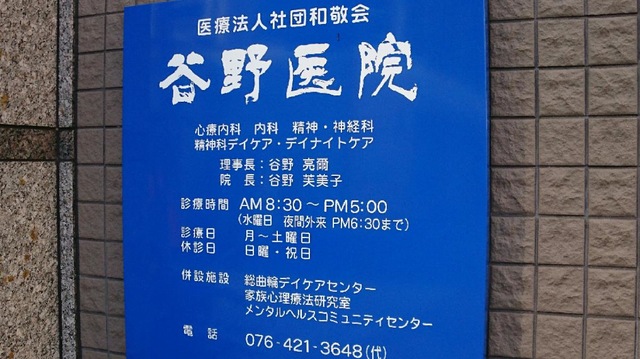 医療法人社団和敬会
谷野医院
心療内科 内科 精神・神経科
精神科デイケア・デイナイトケア
理事長：谷野 亮爾
院 長：谷野 芙美子
診療時間 AM8:30～PM5:00
(水曜日 夜間外来 PM6:30まで)
診療日 月～土曜日
休診日 日曜・祝日
併設施設 総曲輪デイケアセンター
家族心理療法研究室
メンタルヘルスコミュニティセンター
電 話 076-421-3648(代)